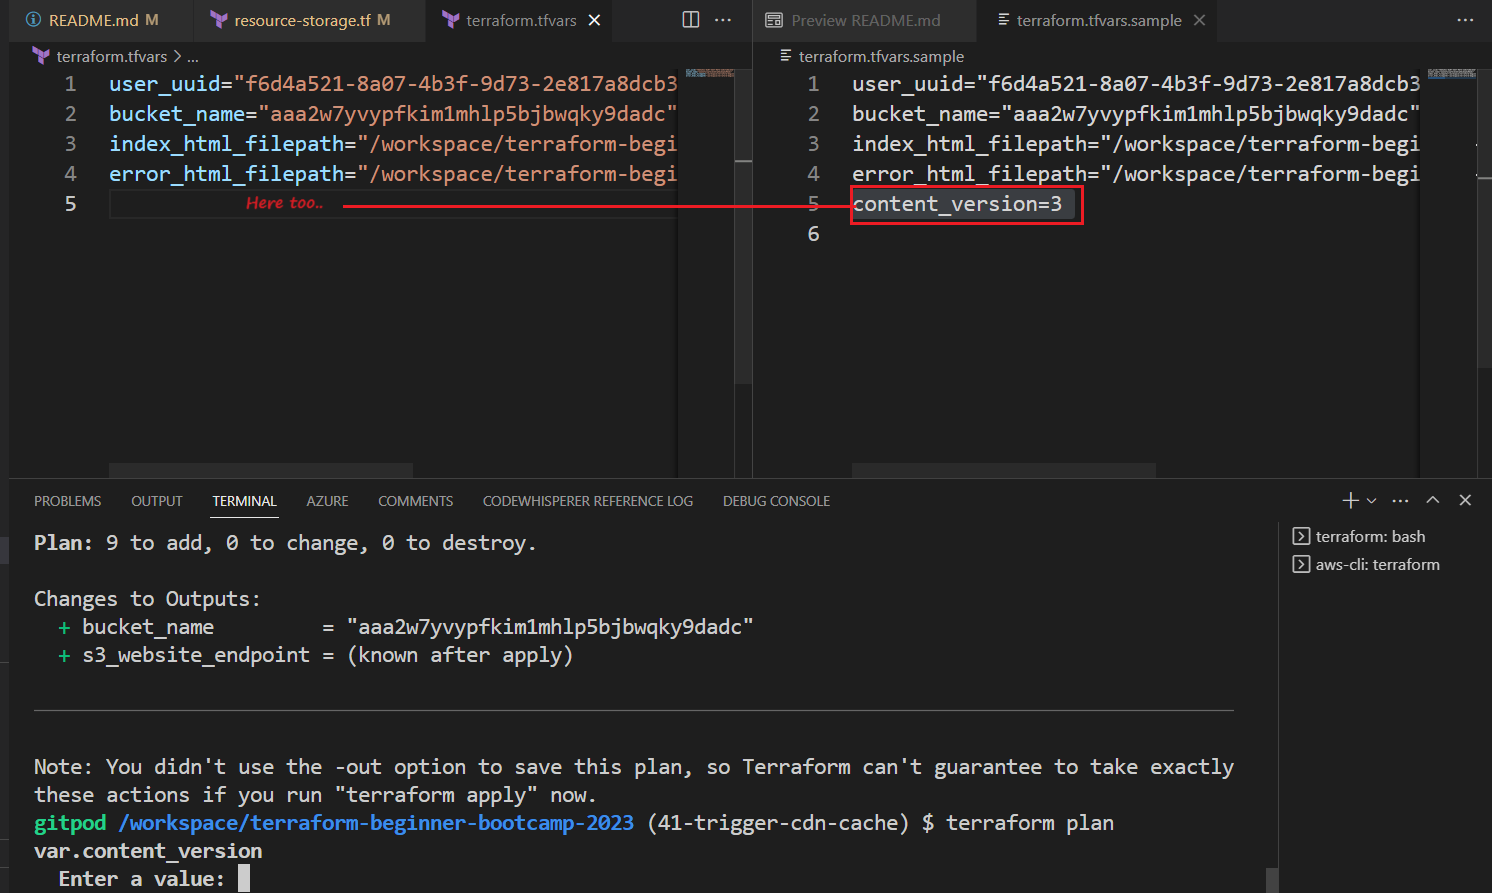 README.md M
resource-storage.tf M
terraform.tfvars
Preview README.md
terraform.tfvars.sample
terraform.tfvars > ...
1 user_uuid="f6d4a521-8a07-4b3f-9d73-2e817a8dcb3
2 bucket_name="aaa2w7yvypfkim1mhlp5bjbwqky9dadc"
3 index_html_filepath="/workspace/terraform-begi
4 error_html_filepath="/workspace/terraform-begi
5 Here too..
terraform.tfvars.sample
1 user_uuid="f6d4a521-8a07-4b3f-9d73-2e817a8dcb3
2 bucket_name="aaa2w7yvypfkim1mhlp5bjbwqky9dadc"
3 index_html_filepath="/workspace/terraform-begi
4 error_html_filepath="/workspace/terraform-begi
5 content_version=3
6
PROBLEMS OUTPUT TERMINAL AZURE COMMENTS CODEWHISPERER REFERENCE LOG DEBUG CONSOLE
Plan: 9 to add, 0 to change, 0 to destroy.
Changes to Outputs:
+ bucket_name = "aaa2w7yvypfkim1mhlp5bjbwqky9dadc"
+ s3_website_endpoint = (known after apply)
Note: You didn't use the -out option to save this plan, so Terraform can't guarantee to take exactly
these actions if you run "terraform apply" now.
gitpod /workspace/terraform-beginner-bootcamp-2023 (41-trigger-cdn-cache) $ terraform plan
var.content_version
Enter a value:
terraform: bash
aws-cli: terraform